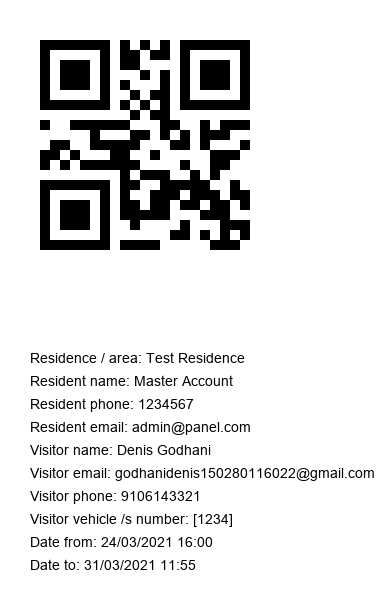 Residence / area: Test Residence
Resident name: Master Account
Resident phone: 1234567
Resident email: admin@panel.com
Visitor name: Denis Godhani
Visitor email: godhanidenis150280116022@gmail.com
Visitor phone: 9106143321
Visitor vehicle /s number: [1234]
Date from: 24/03/2021 16:00
Date to: 31/03/2021 11:55